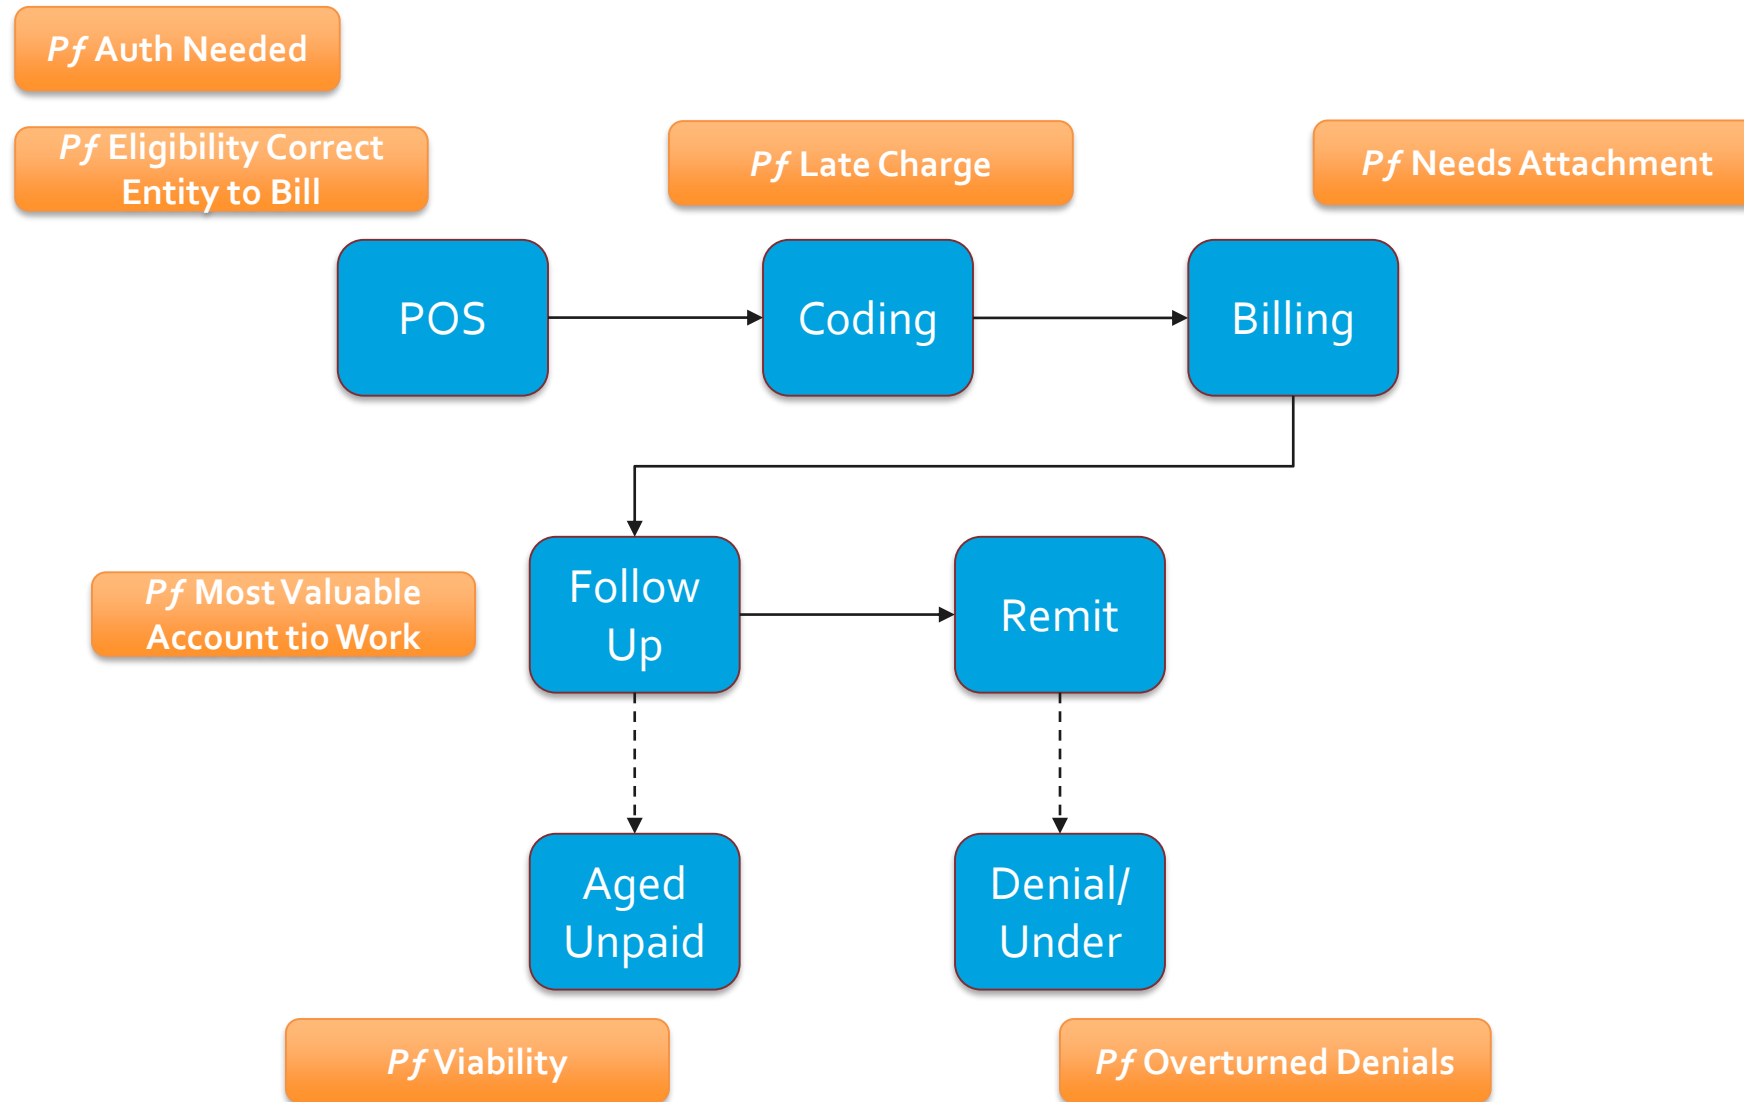 Pf Auth Needed
Pf Eligibility Correct
Entity to Bill
Pf Late Charge
Pf Needs Attachment
POS
Coding
Billing
Pf Most Valuable
Account tio Work
Follow
Up
Remit
Aged
Unpaid
Denial/
Under
Pf Viability
Pf Overturned Denials